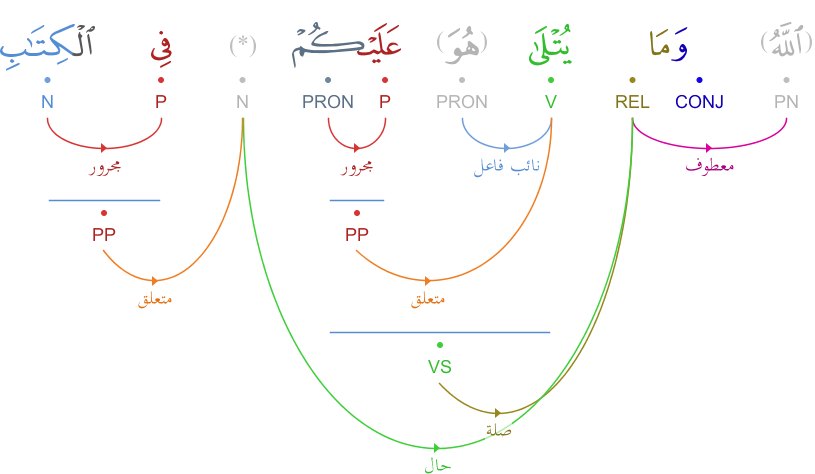 (ٱللَّهُ) وَمَا يُتْلَىٰ (هُوَ) عَلَيْكُمْ (*) فِى ٱلْكِتَٰبِ
PN CONJ REL V PRON P PRON N P N
معطوف
نائب فاعل
مجرور
مجرور
PP
PP
متعلق
متعلق
VS
صلة
حال